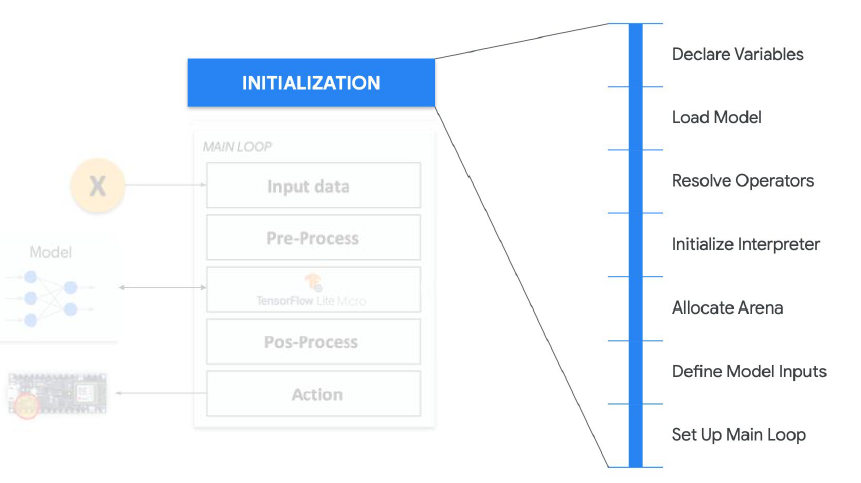 INITIALIZATION
MAIN LOOP
X
Input data
Pre-Process
Model
TensorFlow Lite Micro
Pos-Process
Action
Declare Variables
Load Model
Resolve Operators
Initialize Interpreter
Allocate Arena
Define Model Inputs
Set Up Main Loop